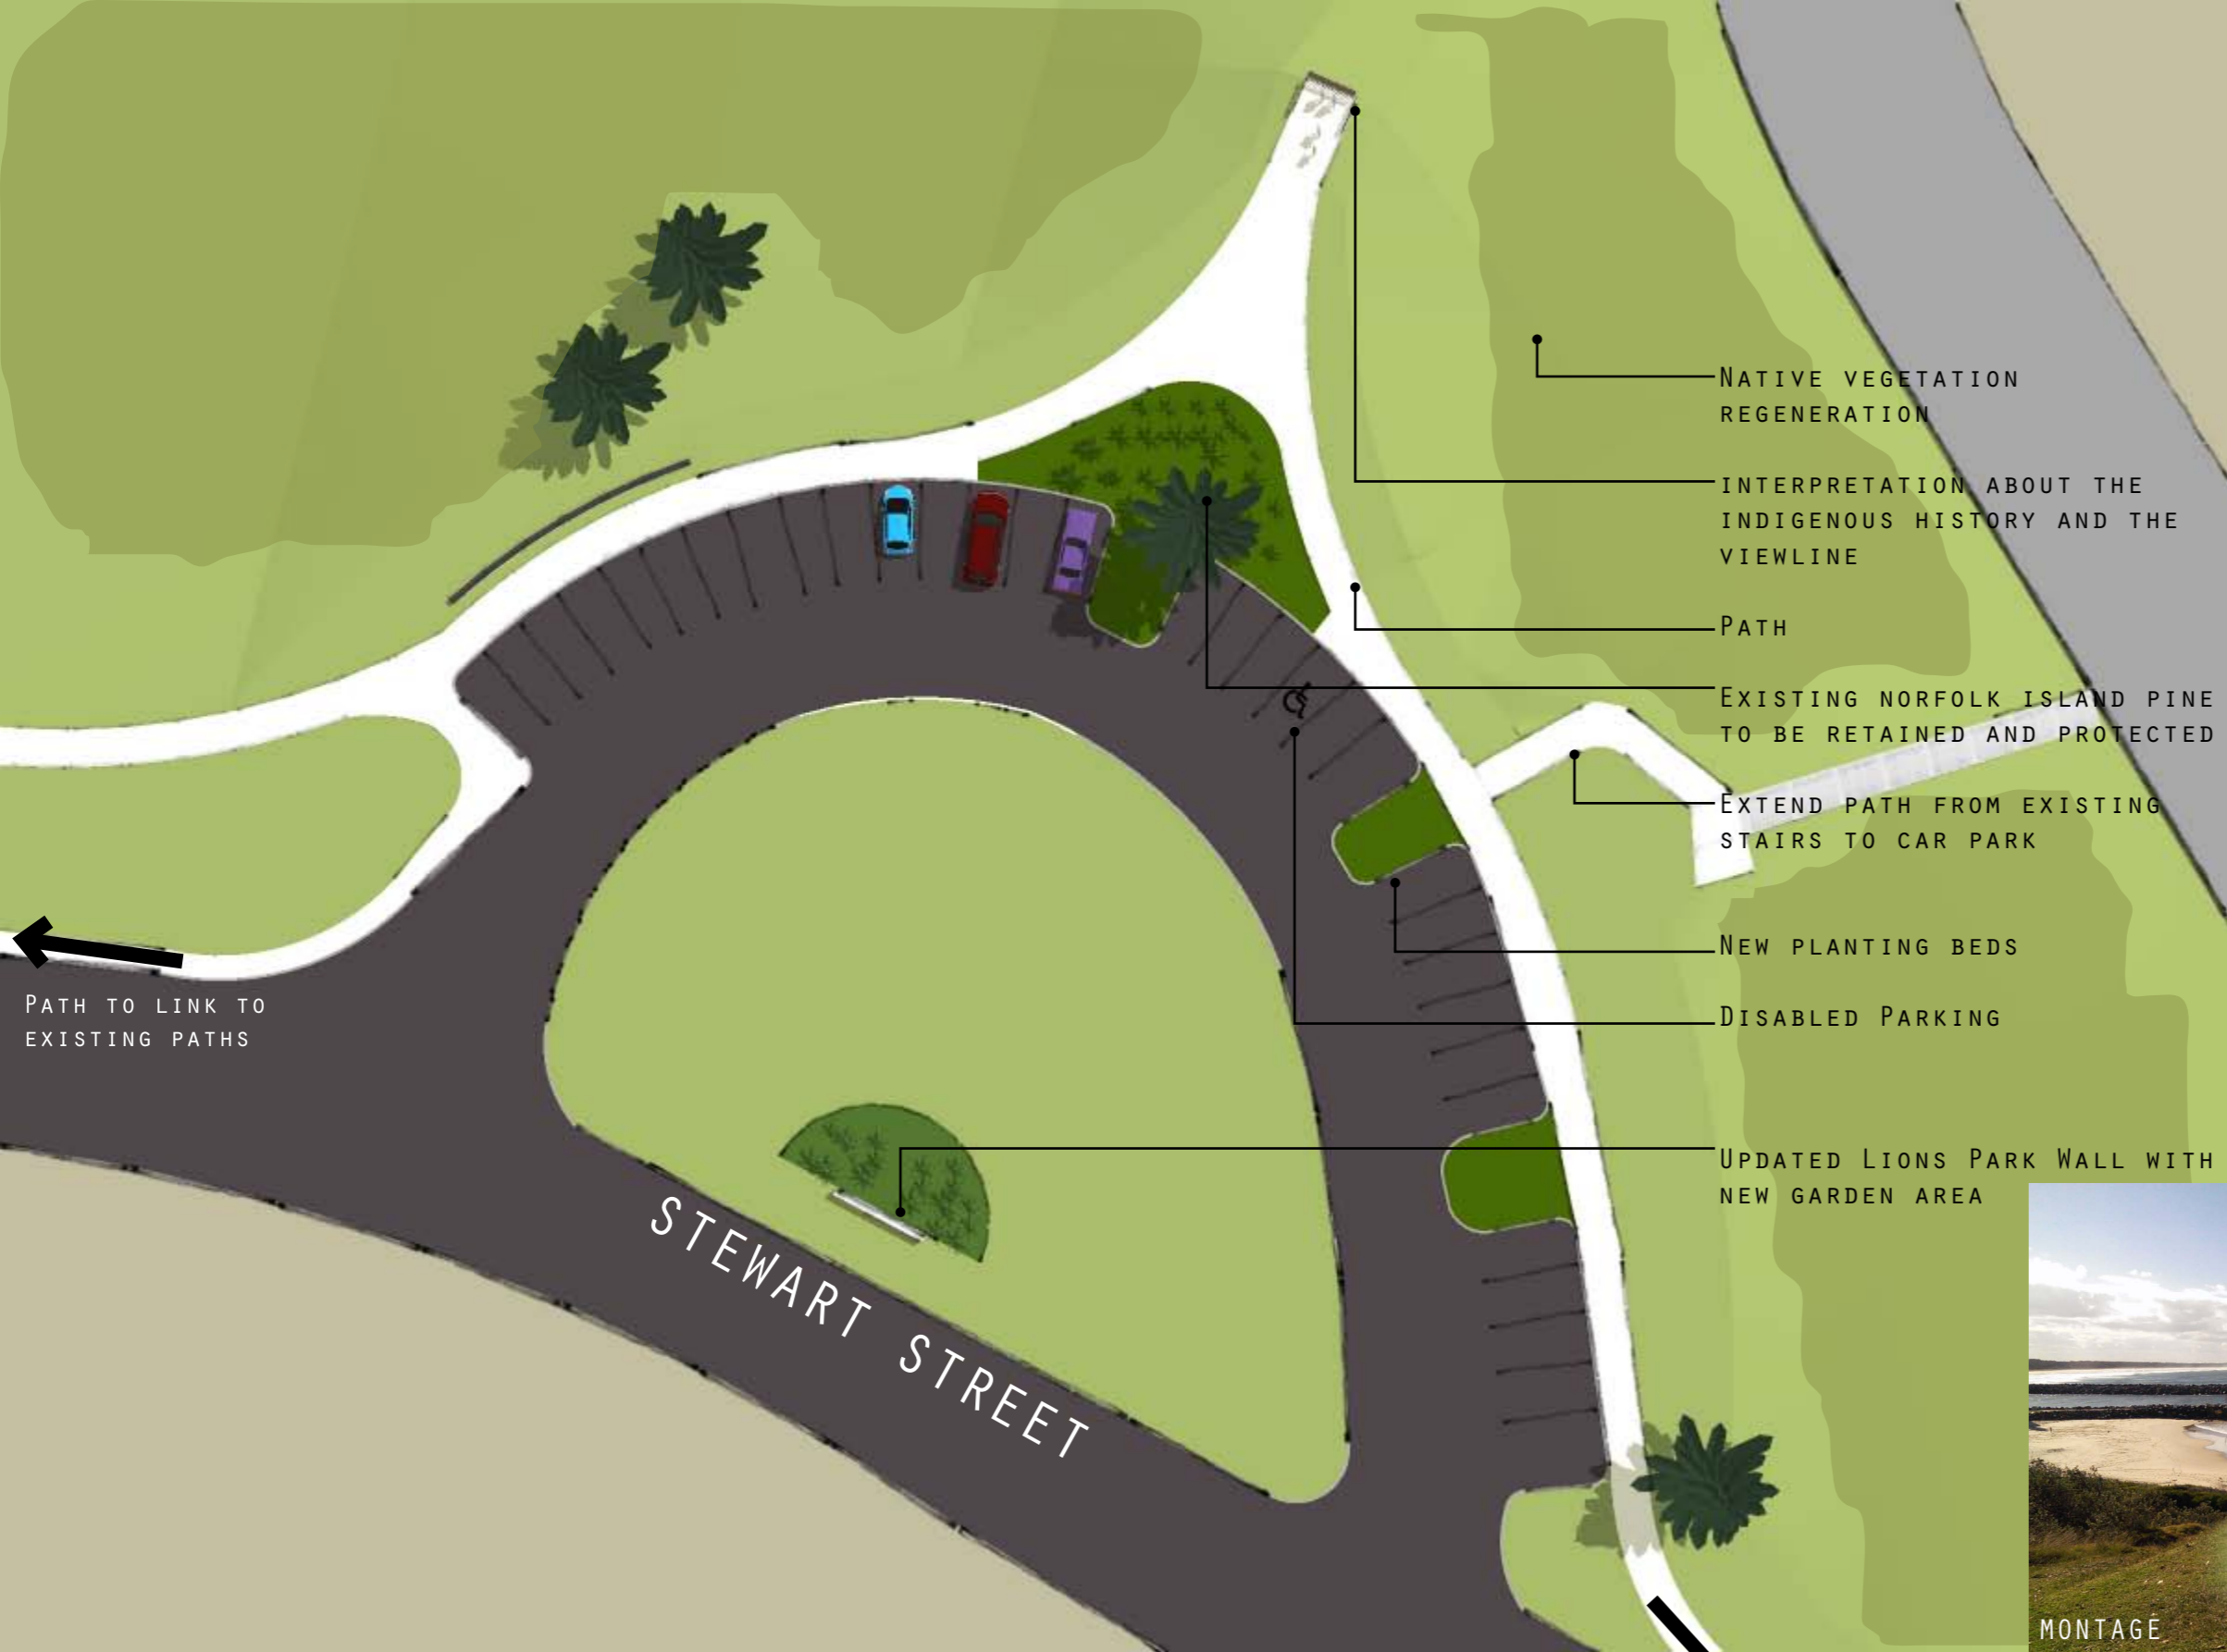 NATIVE VEGETATION
REGENERATION
INTERPRETATION ABOUT THE
INDIGENOUS HISTORY AND THE
VIEWLINE
PATH
EXISTING NORFOLK ISLAND PINE
TO BE RETAINED AND PROTECTED
EXTEND PATH FROM EXISTING
STAIRS TO CAR PARK
NEW PLANTING BEDS
DISABLED PARKING
PATH TO LINK TO
EXISTING PATHS
UPDATED LIONS PARK WALL WITH
NEW GARDEN AREA
STEWART STREET
MONTAGE